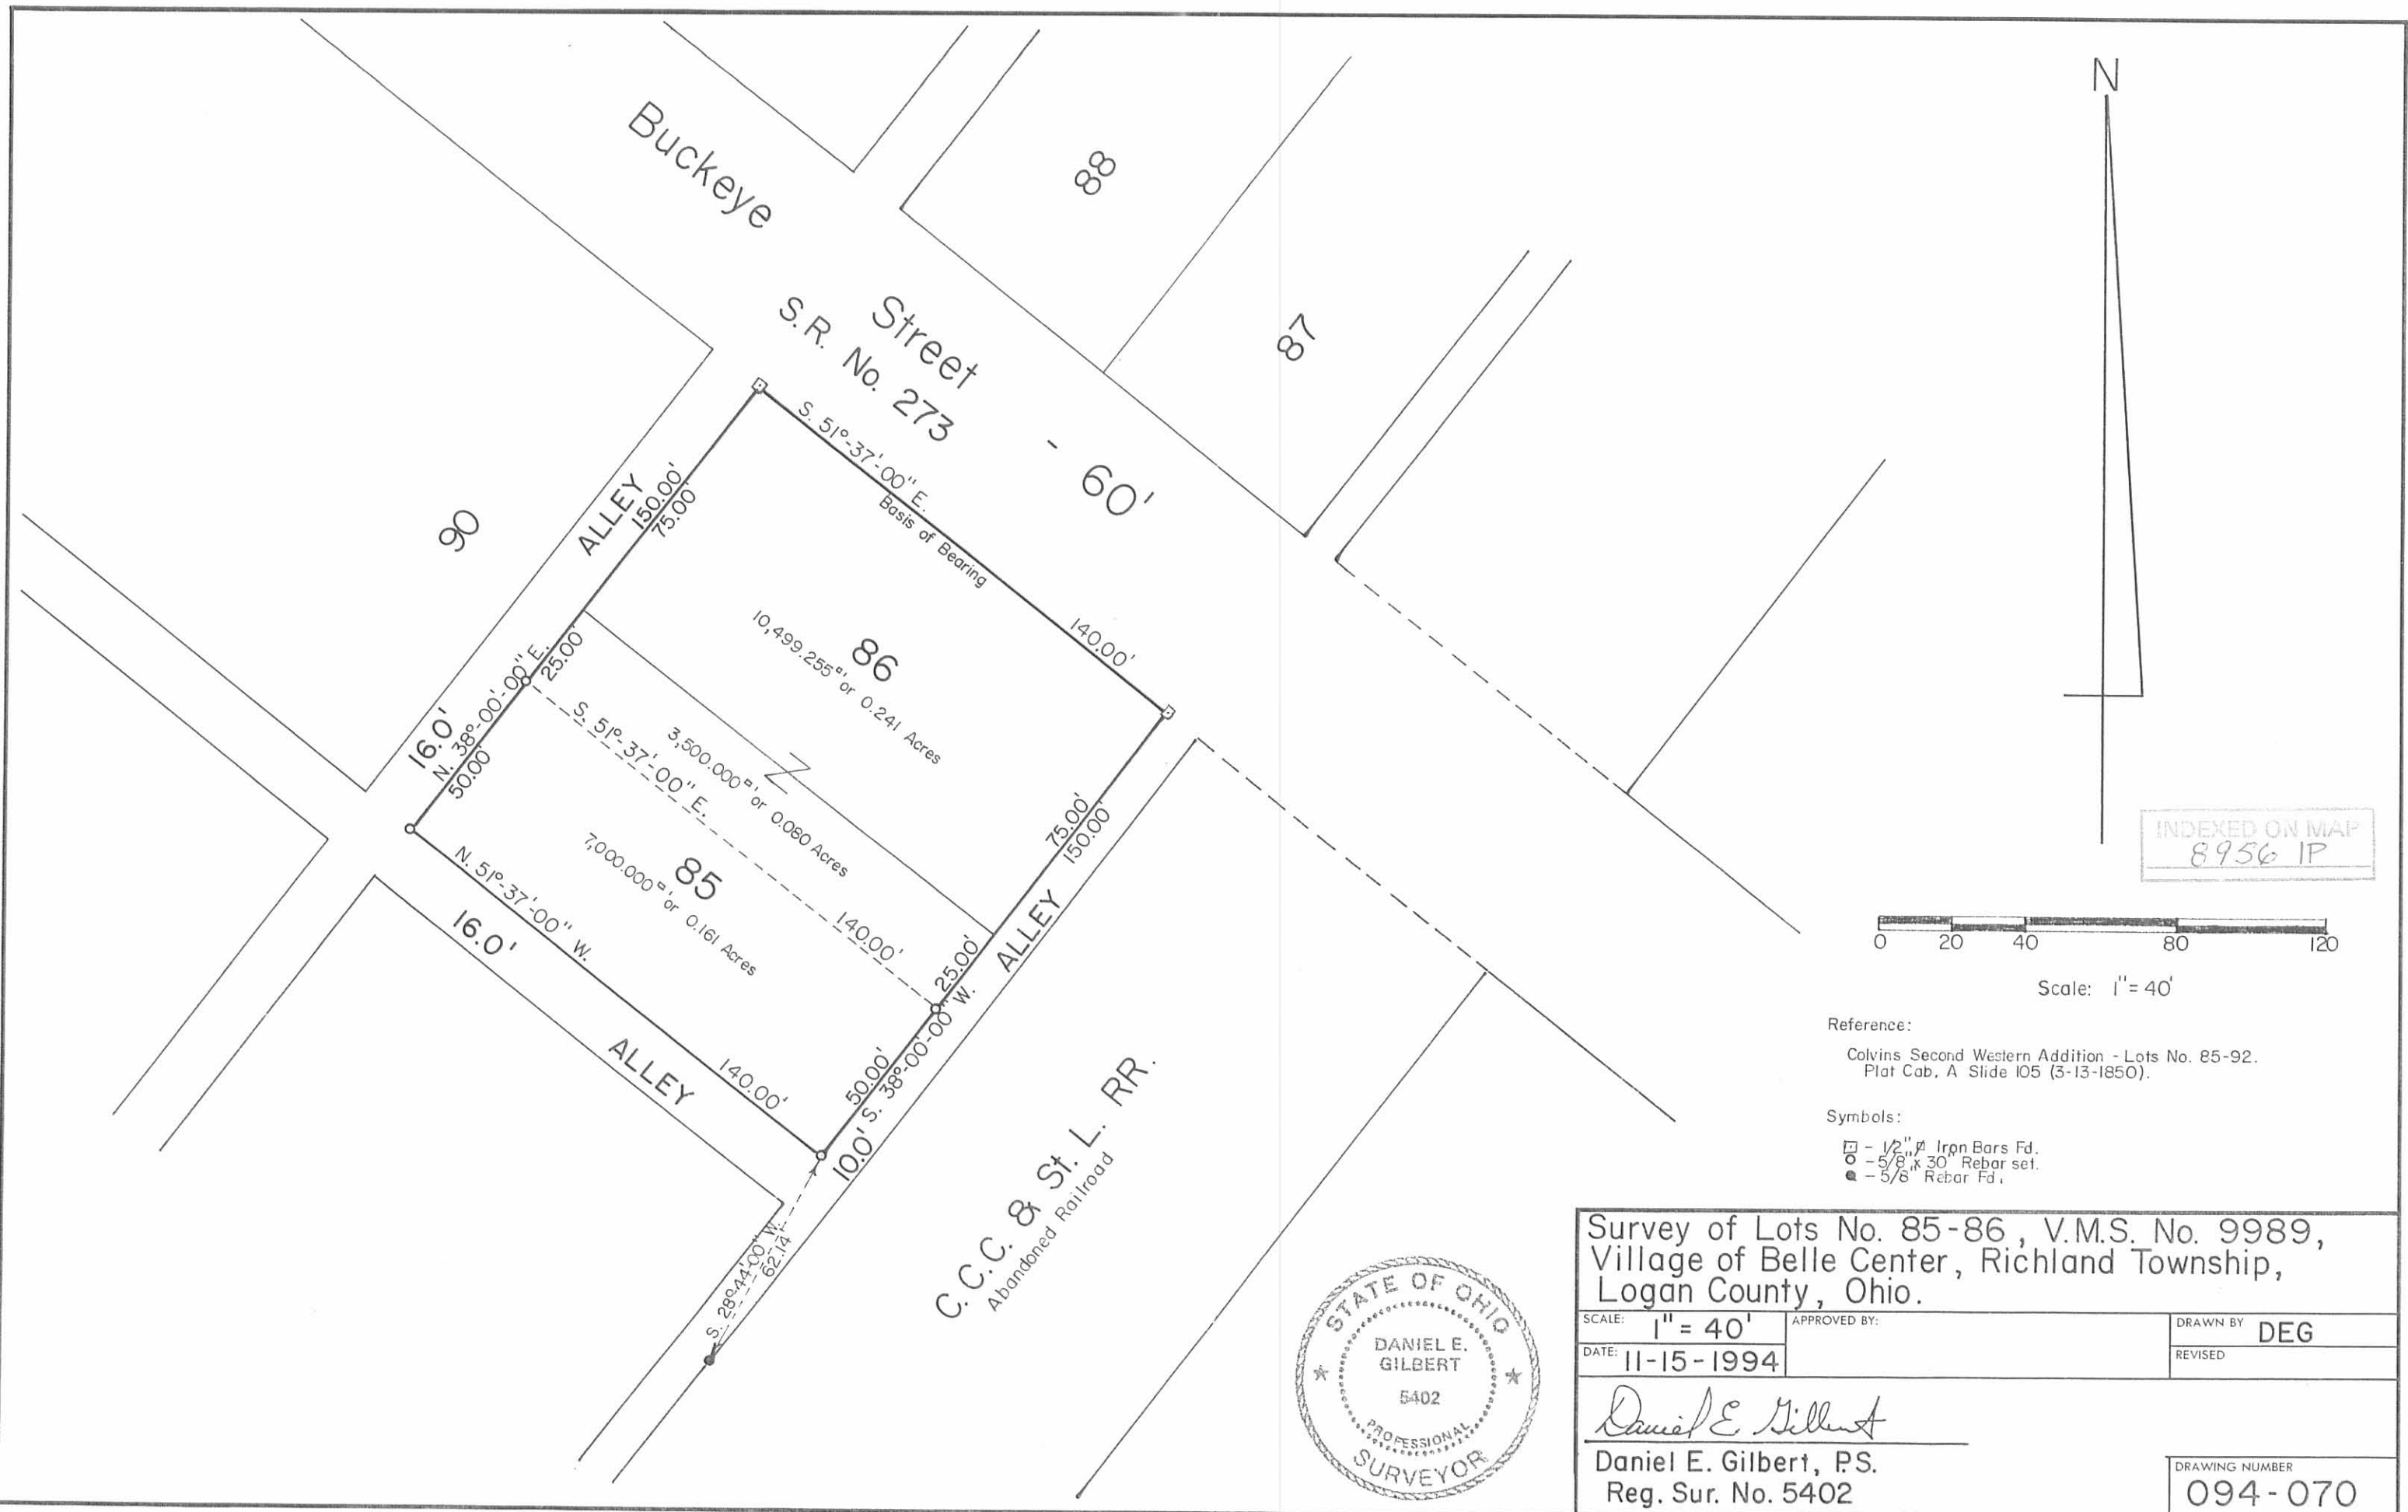 N
Buckeye
Street
- 60'
S. R. No. 273
88
87
90
ALLEY
16.0'
150.00'
75.00'
S. 51°-37'-00" E.
Basis of Bearing
140.00'
86
10,499.255□' or 0.241 Acres
N. 38°-00'-00" E.
25.00'
50.00'
3,500.000□' or 0.080 Acres
Z
S. 51°-37'-00" E.
140.00'
85
7,000.000□' or 0.161 Acres
N. 51°-37'-00" W.
140.00'
16.0'
ALLEY
75.00'
150.00'
25.00'
50.00'
S. 38°-00'-00" W.
ALLEY
10.0'
S. 28°-44'-00" W.
62.14'
C. C.C. & St. L. RR.
Abandoned Railroad
INDEXED ON MAP
8956 IP
0 20 40 80 120
Scale: 1"= 40'
Reference:
Colvins Second Western Addition - Lots No. 85-92.
Plat Cab. A Slide 105 (3-13-1850).
Symbols:
- 1/2" ø Iron Bars Fd.
- 5/8" x 30" Rebar set.
- 5/8" Rebar Fd.
STATE OF OHIO
DANIEL E.
GILBERT
5402
PROFESSIONAL
SURVEYOR
Survey of Lots No. 85-86, V.M.S. No. 9989,
Village of Belle Center, Richland Township,
Logan County, Ohio.
SCALE: 1" = 40'
APPROVED BY:
DRAWN BY DEG
DATE: 11-15-1994
REVISED
Daniel E Gilbert
Daniel E. Gilbert, P.S.
Reg. Sur. No. 5402
DRAWING NUMBER
094-070